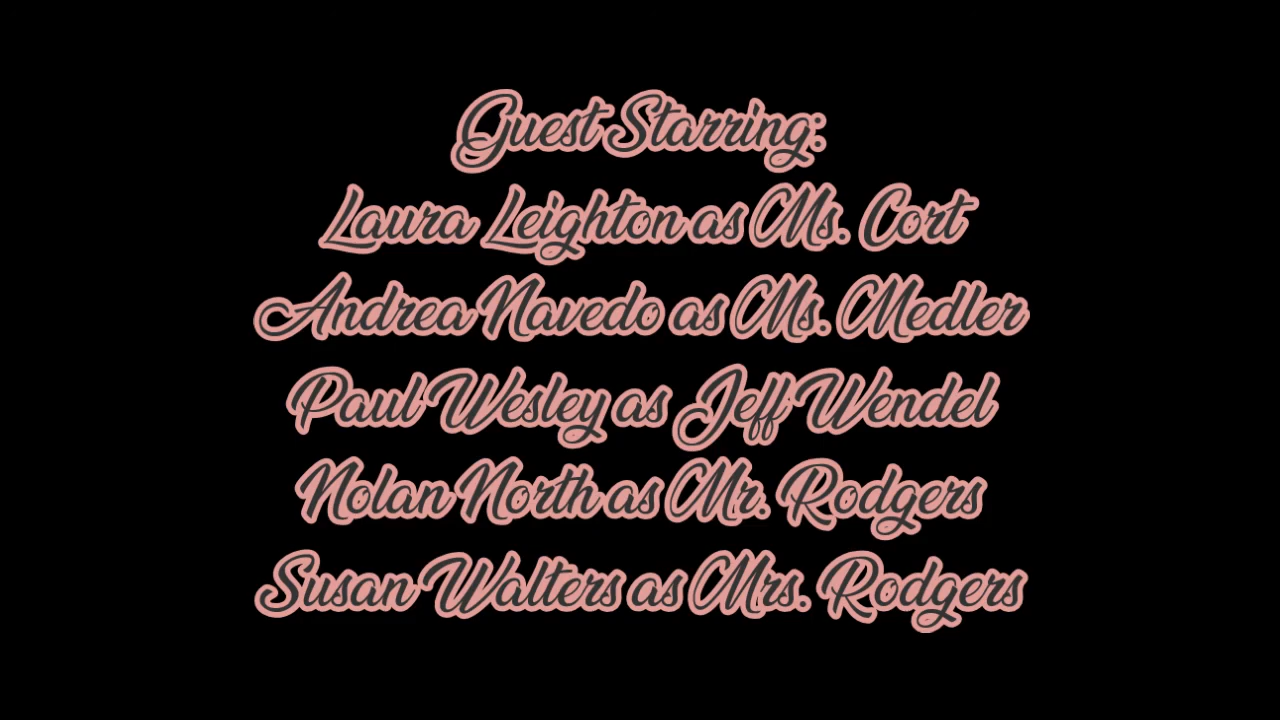 Guest Starring:
Laura Leighton as Ms. Cort
Andrea Navedo as Ms. Medler
Paul Wesley as Jeff Wendel
Nolan North as Mr. Rodgers
Susan Walters as Mrs. Rodgers